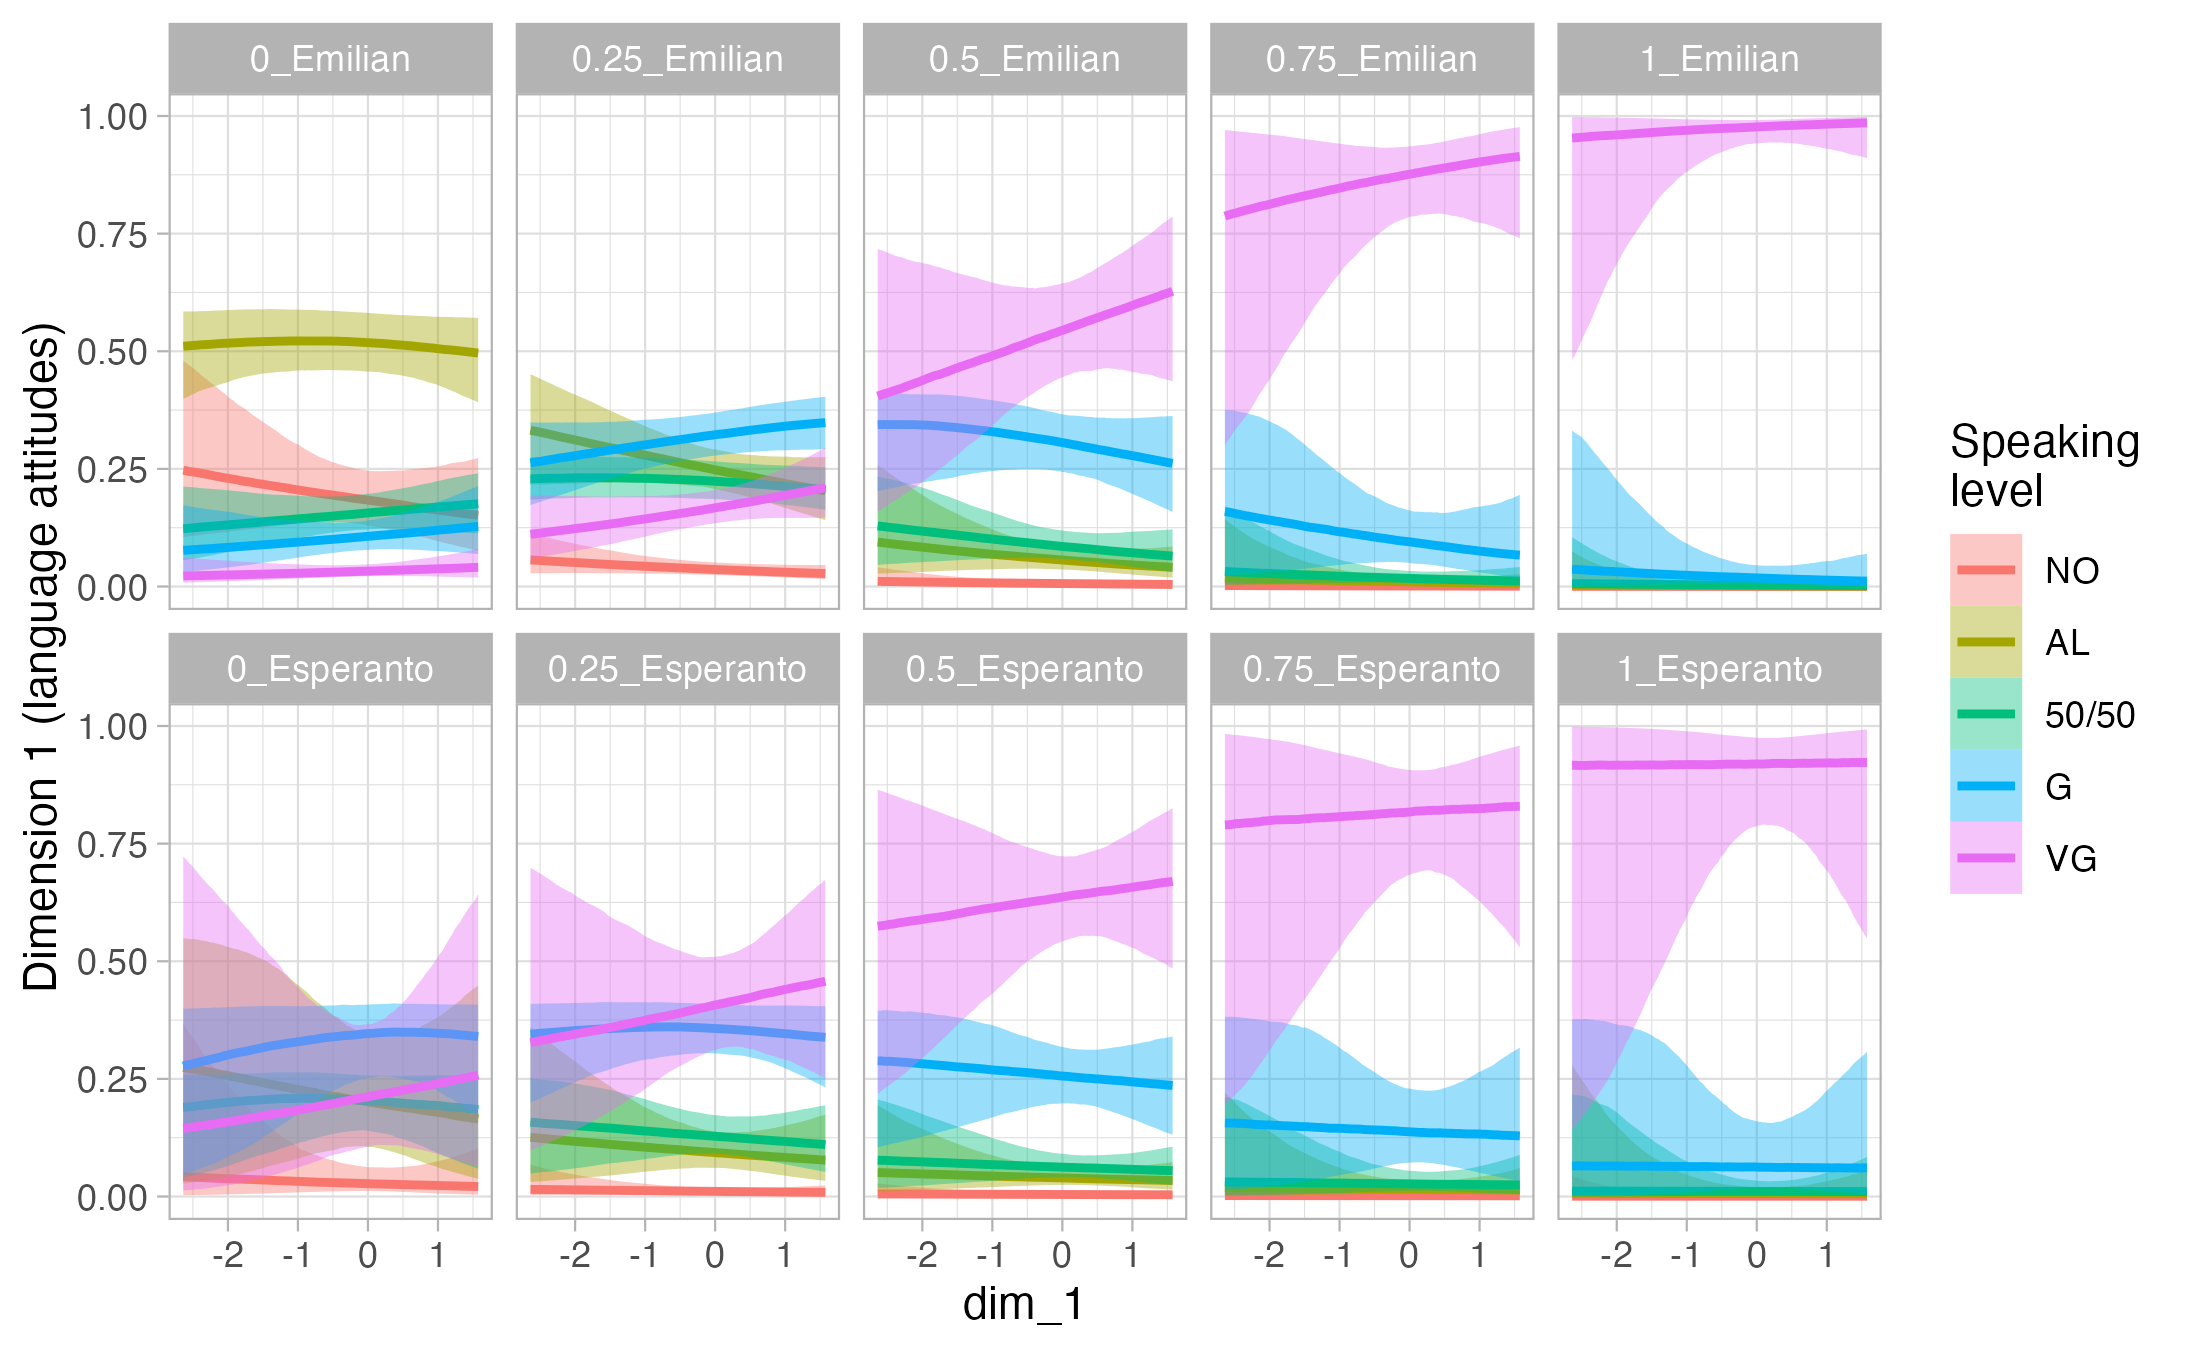 0_Emilian 0.25_Emilian 0.5_Emilian 0.75_Emilian 1_Emilian
1.00
0.75
0.50
0.25
0.00
Dimension 1 (language attitudes)
0_Esperanto 0.25_Esperanto 0.5_Esperanto 0.75_Esperanto 1_Esperanto
1.00
0.75
0.50
0.25
0.00
-2 -1 0 1 -2 -1 0 1 -2 -1 0 1 -2 -1 0 1 -2 -1 0 1
dim_1
Speaking
level
NO
AL
50/50
G
VG